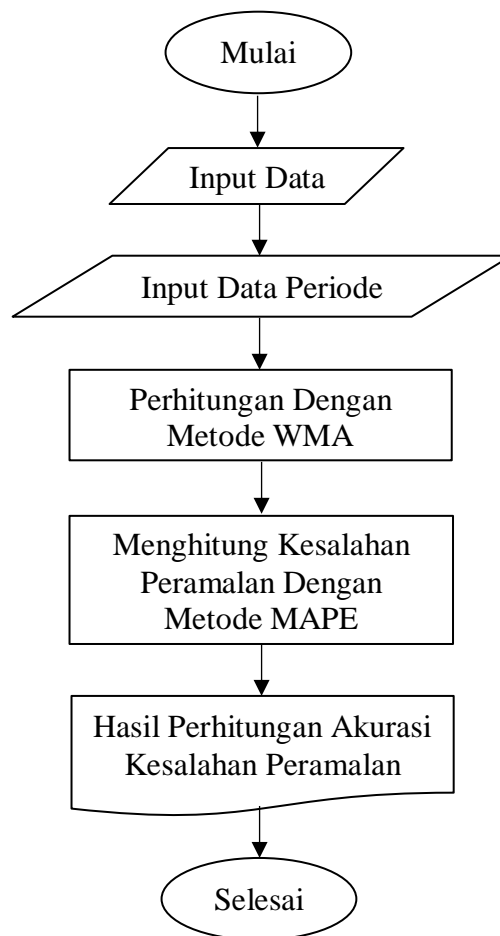 Mulai
Input Data
Input Data Periode
Perhitungan Dengan
Metode WMA
Menghitung Kesalahan
Peramalan Dengan
Metode MAPE
Hasil Perhitungan Akurasi
Kesalahan Peramalan
Selesai